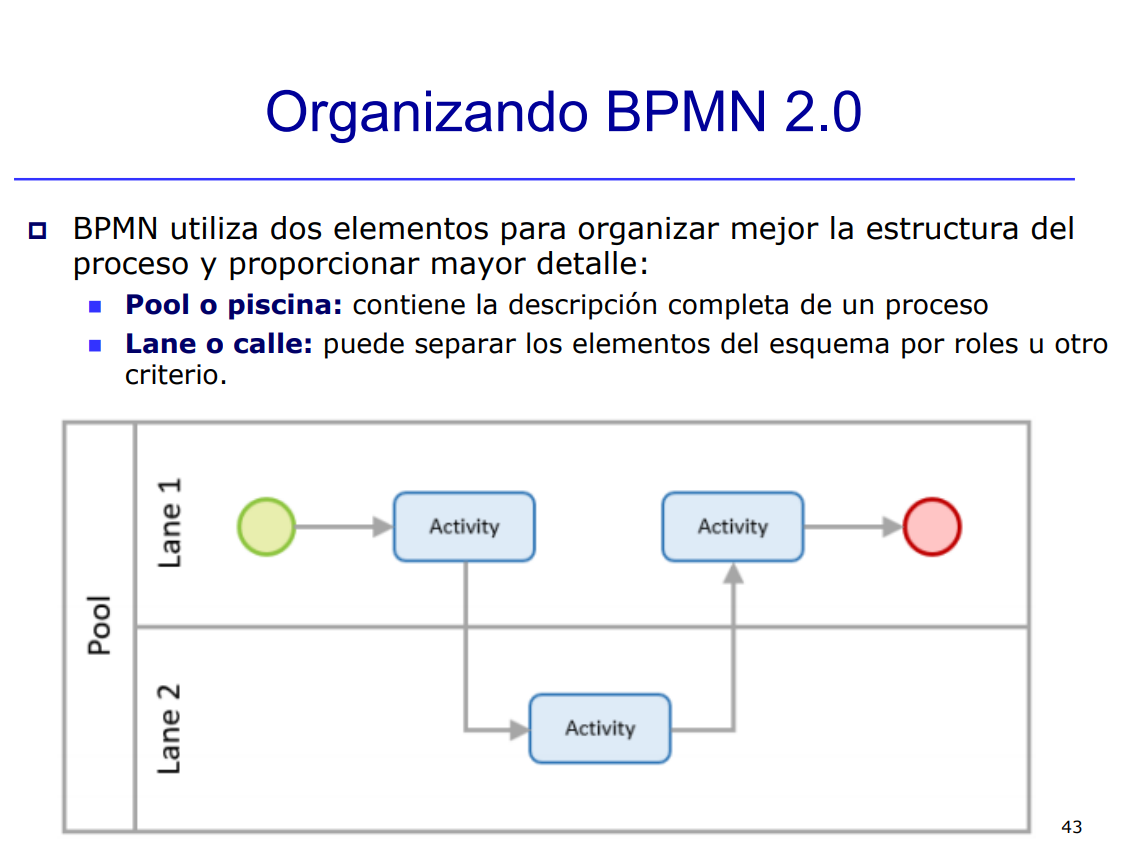 Organizando BPMN 2.0
BPMN utiliza dos elementos para organizar mejor la estructura del
proceso y proporcionar mayor detalle:
Pool o piscina: contiene la descripción completa de un proceso
Lane o calle: puede separar los elementos del esquema por roles u otro
criterio.
Pool
Lane 1
Activity
Activity
Lane 2
Activity
43